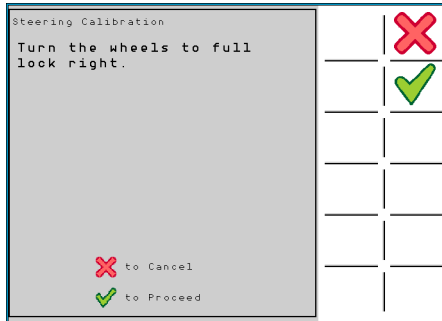 Steering Calibration
Turn the wheels to full
lock right.
to Cancel
to Proceed